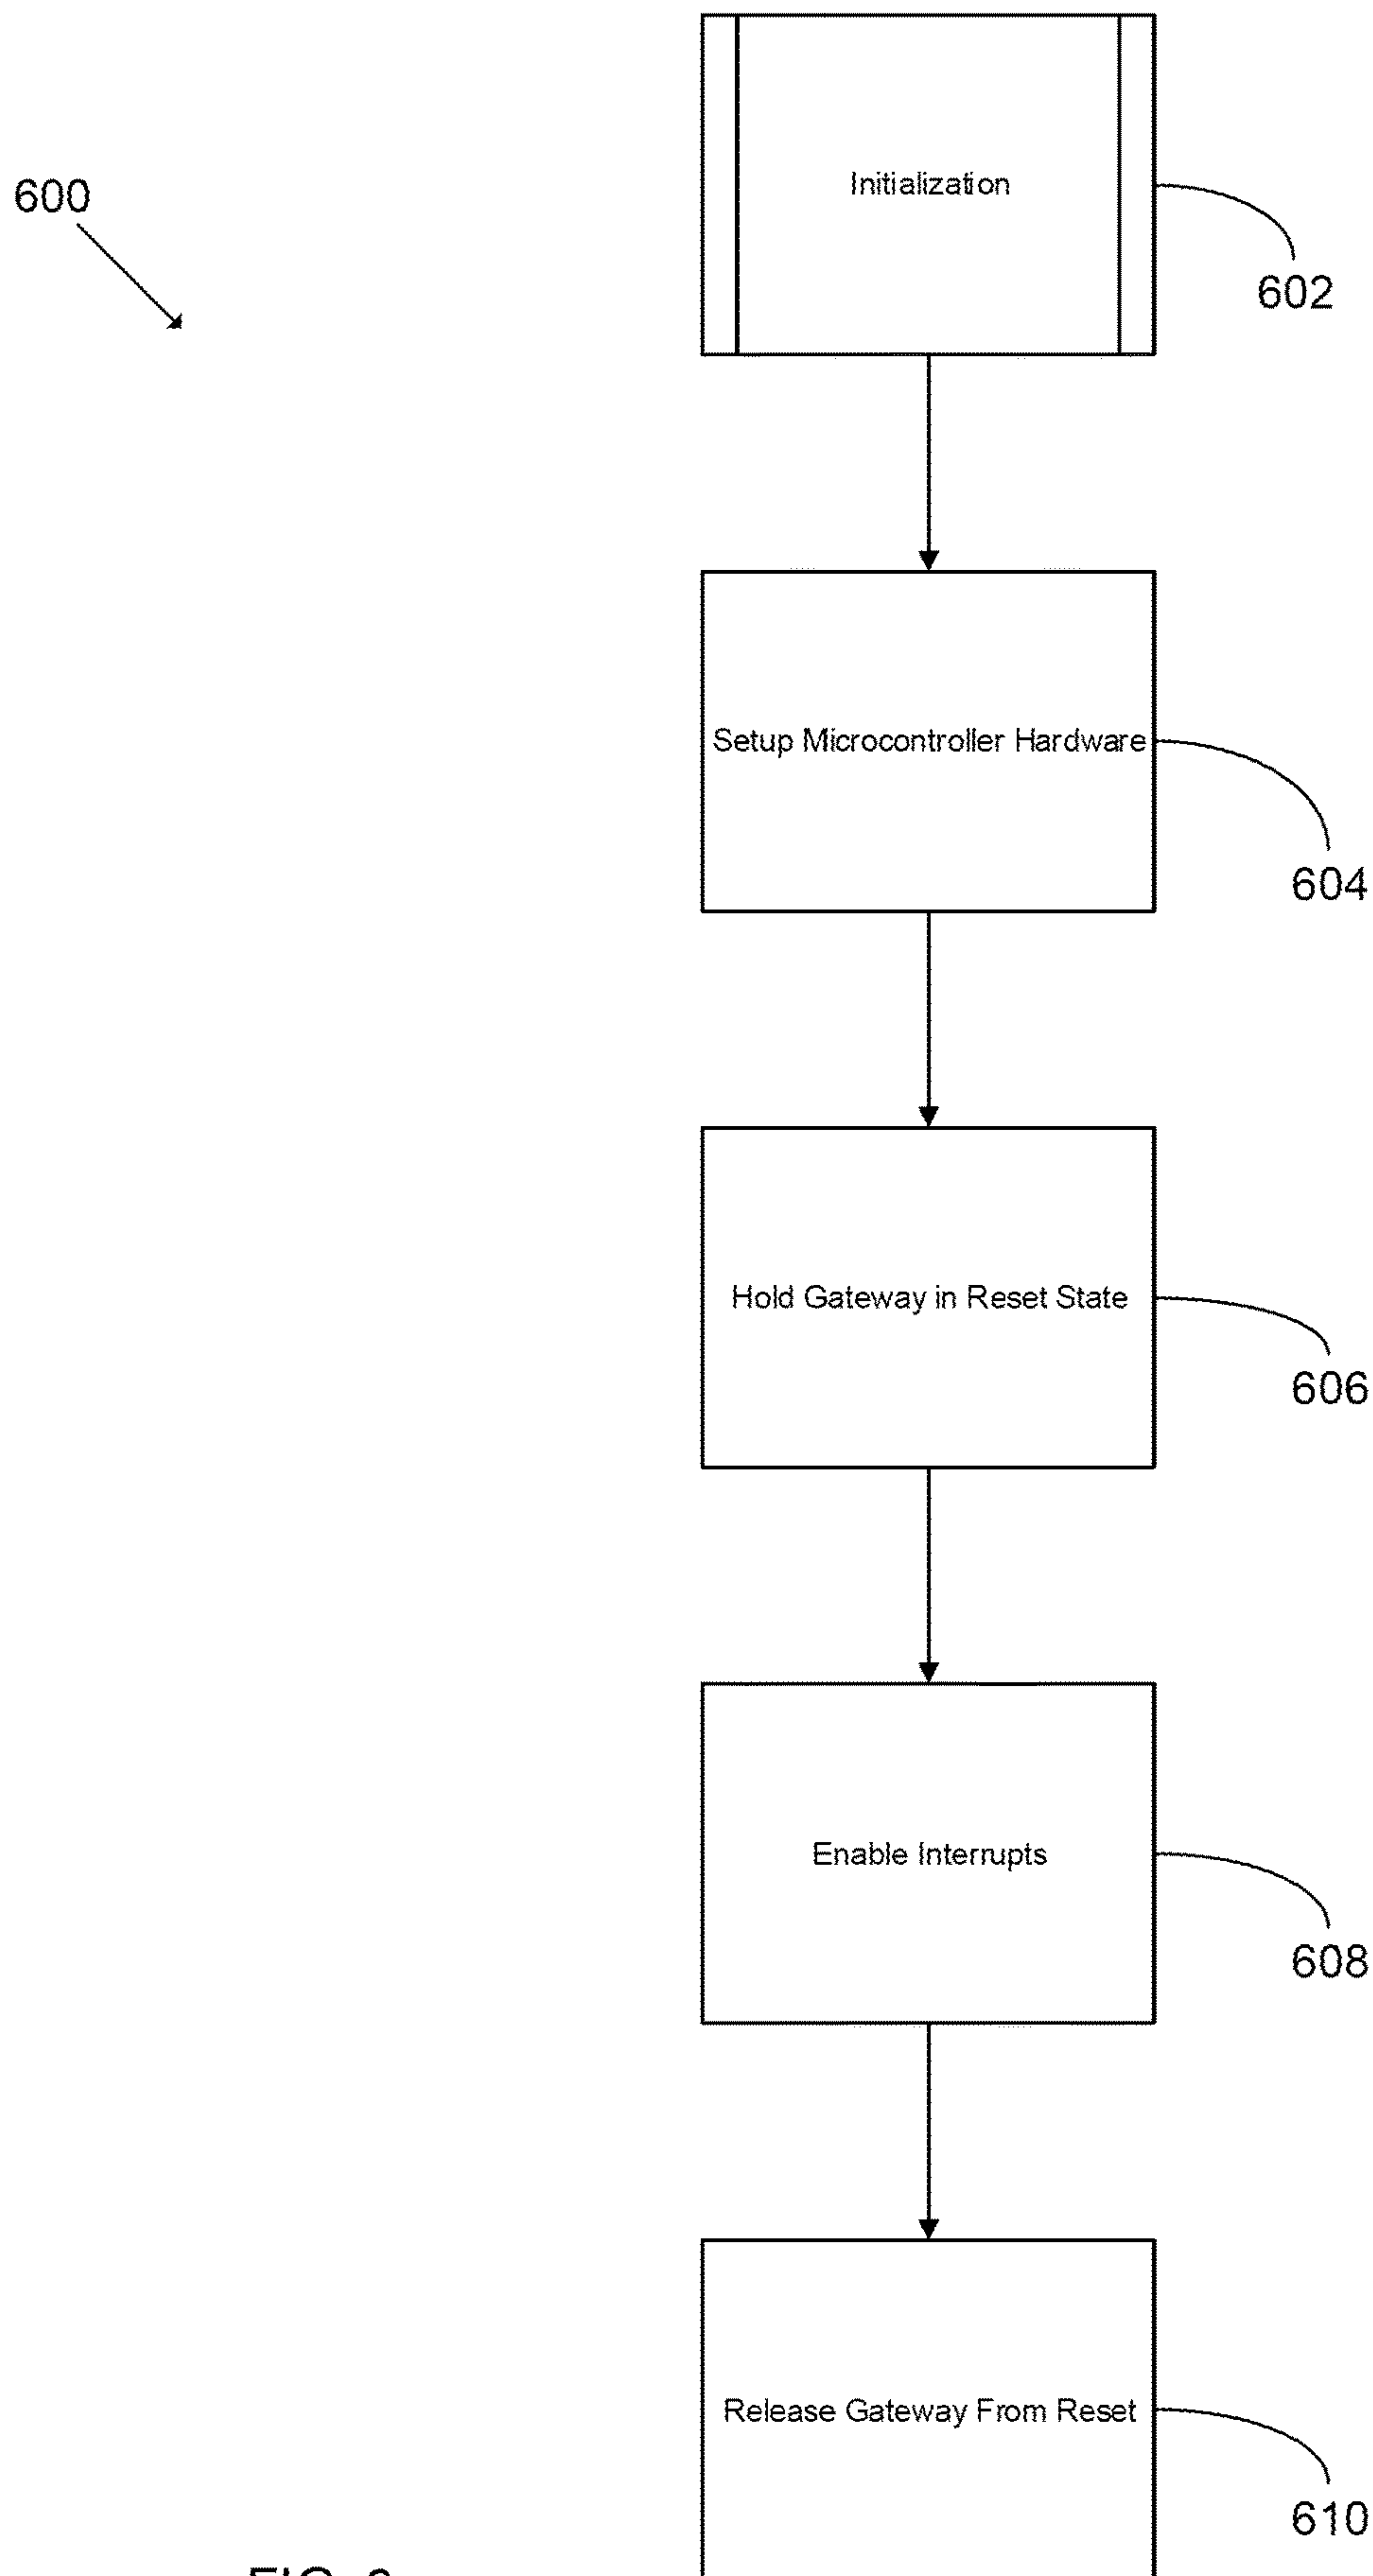 600
Initialization
602
Setup Microcontroller Hardware
604
Hold Gateway in Reset State
606
Enable Interrupts
608
Release Gateway From Reset
610
FIG.